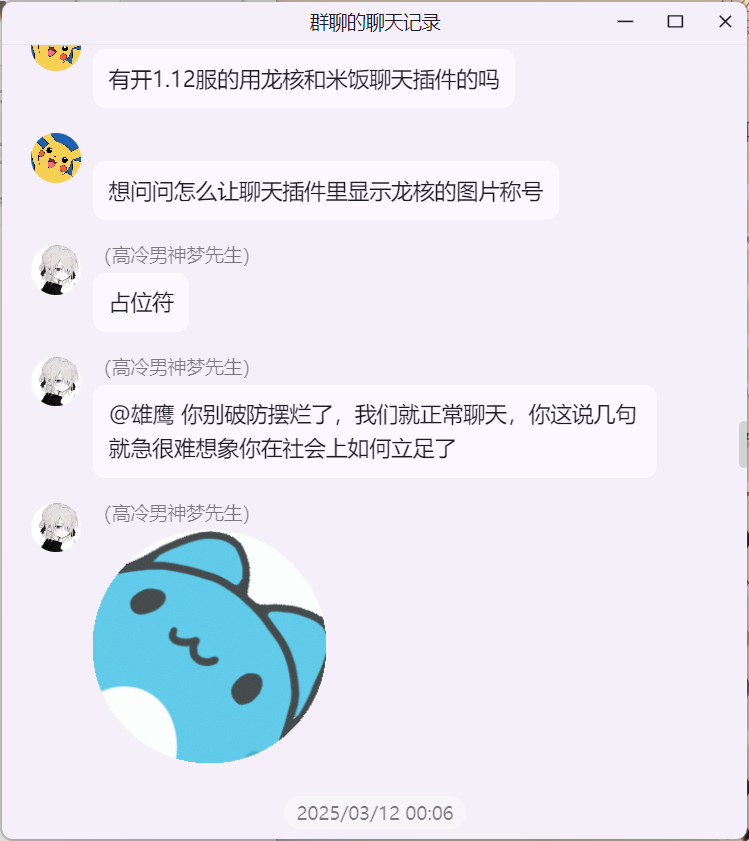 群聊的聊天记录
有开1.12服的用龙核和米饭聊天插件的吗
想问问怎么让聊天插件里显示龙核的图片称号
(高冷男神梦先生)
占位符
(高冷男神梦先生)
@雄鹰 你别破防摆烂了，我们就正常聊天，你这说几句
就急很难想象你在社会上如何立足了
(高冷男神梦先生)
2025/03/12 00:06